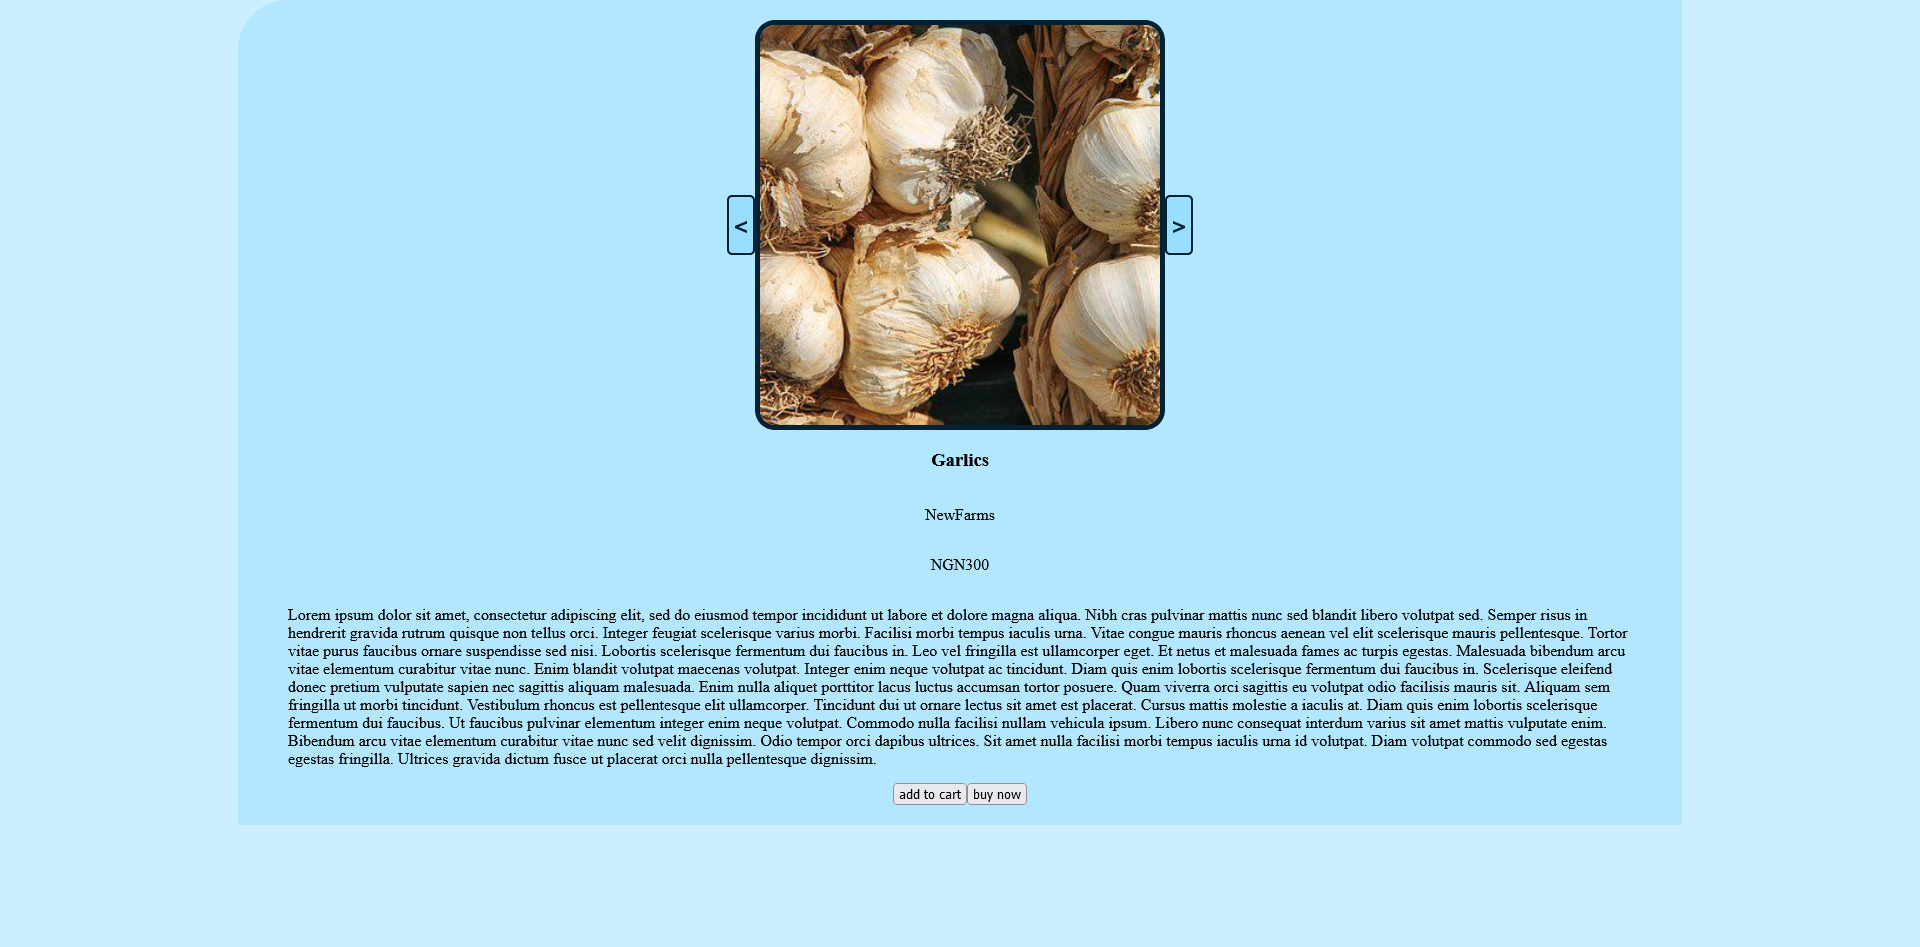 <
>
Garlics
NewFarms
NGN300
Lorem ipsum dolor sit amet, consectetur adipiscing elit, sed do eiusmod tempor incididunt ut labore et dolore magna aliqua. Nibh cras pulvinar mattis nunc sed blandit libero volutpat sed. Semper risus in
hendrerit gravida rutrum quisque non tellus orci. Integer feugiat scelerisque varius morbi. Facilisi morbi tempus iaculis urna. Vitae congue mauris rhoncus aenean vel elit scelerisque mauris pellentesque. Tortor
vitae purus faucibus ornare suspendisse sed nisi. Lobortis scelerisque fermentum dui faucibus in. Leo vel fringilla est ullamcorper eget. Et netus et malesuada fames ac turpis egestas. Malesuada bibendum arcu
vitae elementum curabitur vitae nunc. Enim blandit volutpat maecenas volutpat. Integer enim neque volutpat ac tincidunt. Diam quis enim lobortis scelerisque fermentum dui faucibus in. Scelerisque eleifend
donec pretium vulputate sapien nec sagittis aliquam malesuada. Enim nulla aliquet porttitor lacus luctus accumsan tortor posuere. Quam viverra orci sagittis eu volutpat odio facilisis mauris sit. Aliquam sem
fringilla ut morbi tincidunt. Vestibulum rhoncus est pellentesque elit ullamcorper. Tincidunt dui ut ornare lectus sit amet est placerat. Cursus mattis molestie a iaculis at. Diam quis enim lobortis scelerisque
fermentum dui faucibus. Ut faucibus pulvinar elementum integer enim neque volutpat. Commodo nulla facilisi nullam vehicula ipsum. Libero nunc consequat interdum varius sit amet mattis vulputate enim.
Bibendum arcu vitae elementum curabitur vitae nunc sed velit dignissim. Odio tempor orci dapibus ultrices. Sit amet nulla facilisi morbi tempus iaculis urna id volutpat. Diam volutpat commodo sed egestas
egestas fringilla. Ultrices gravida dictum fusce ut placerat orci nulla pellentesque dignissim.
add to cart buy now